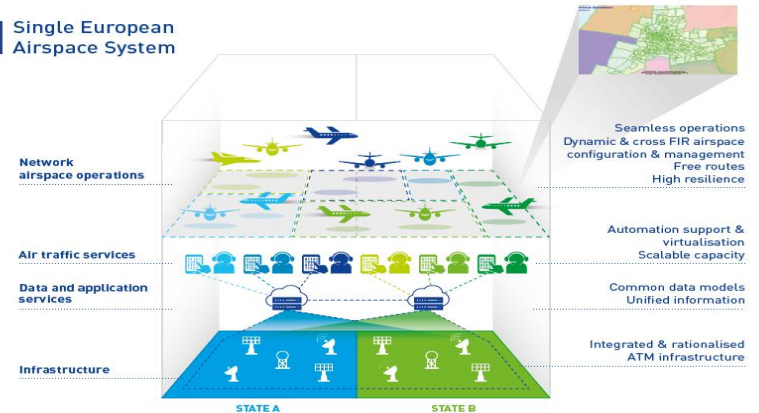 Single European
Airspace System
Network
airspace operations
Seamless operations
Dynamic & cross FIR airspace
configuration & management
Free routes
High resilience
Air traffic services
Automation support &
virtualisation
Scalable capacity
Data and application
services
Common data models
Unified information
Infrastructure
Integrated & rationalised
ATM infrastructure
STATE A
STATE B